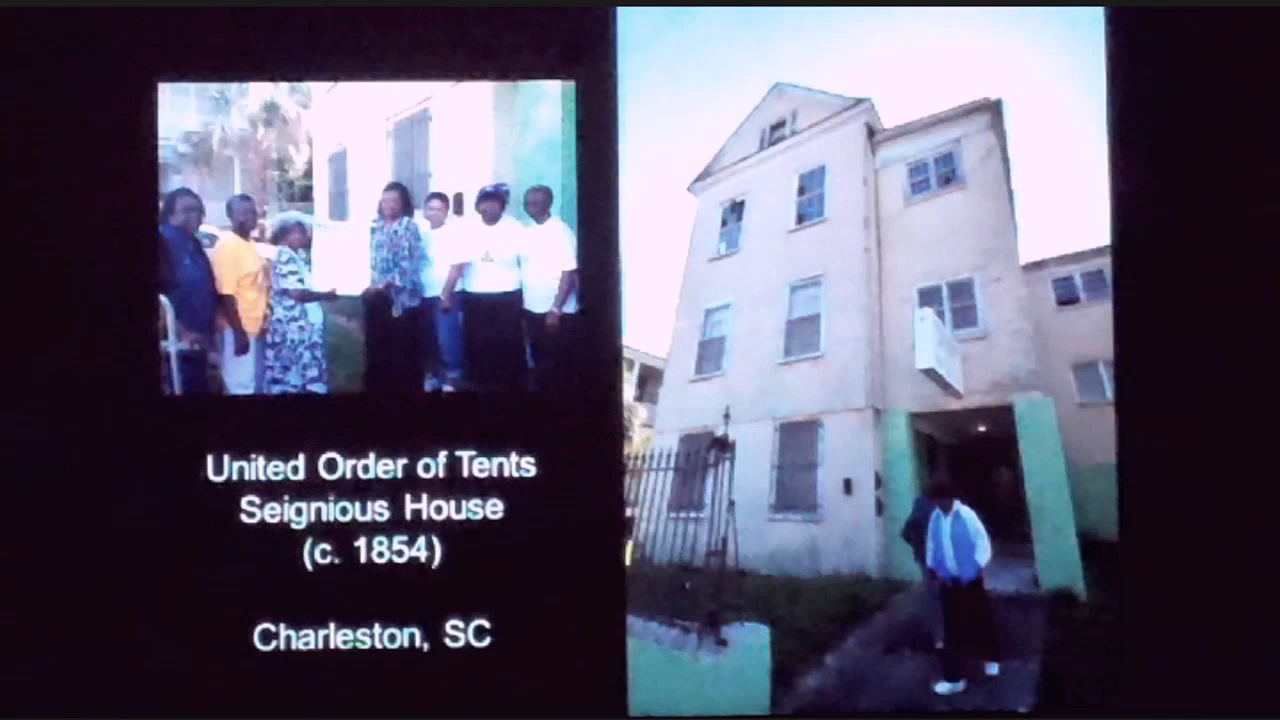 United Order of Tents
Seignious House
(c. 1854)
Charleston, SC